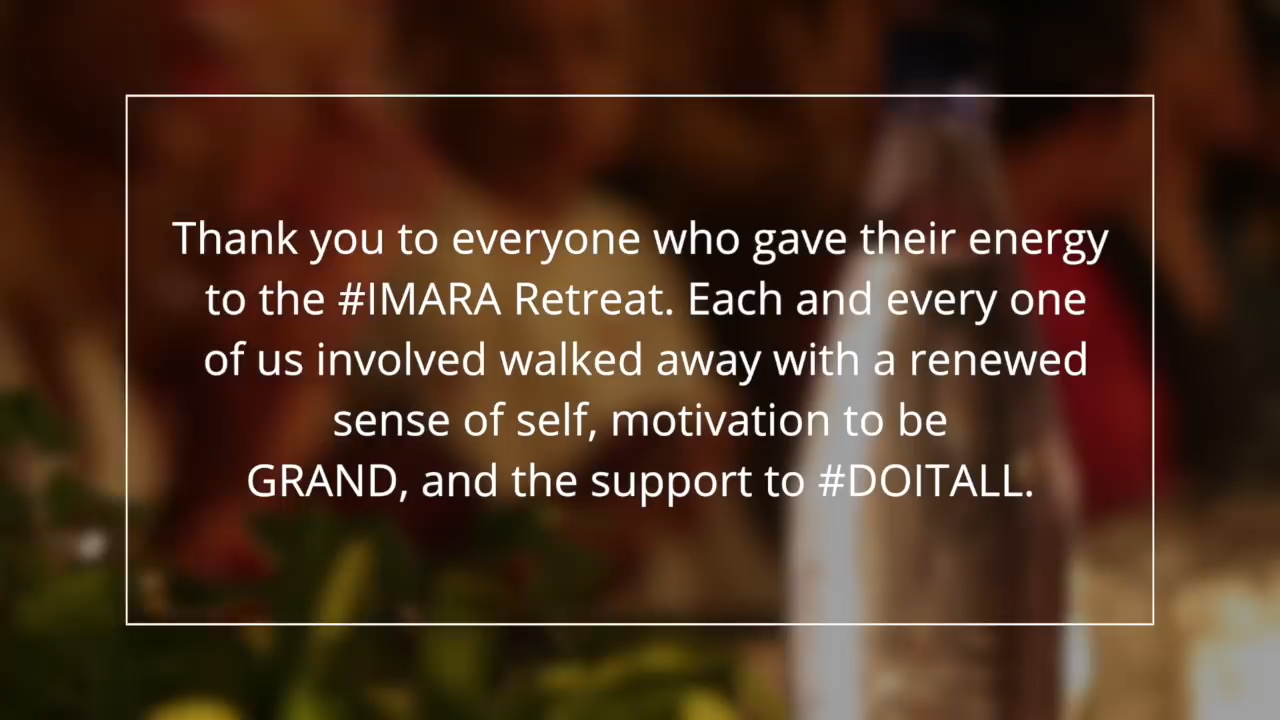 Thank you to everyone who gave their energy
to the #IMARA Retreat. Each and every one
of us involved walked away with a renewed
sense of self, motivation to be
GRAND, and the support to #DOITALL.